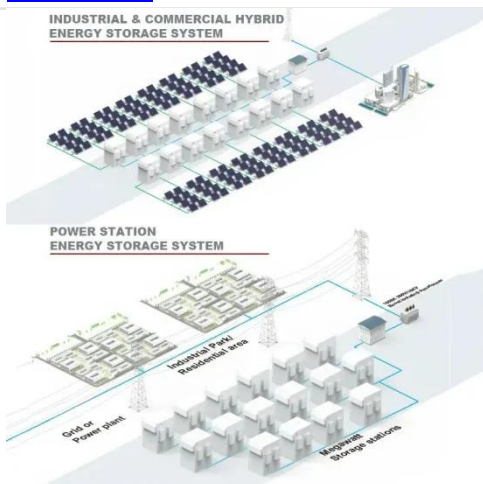 INDUSTRIAL & COMMERCIAL HYBRID
ENERGY STORAGE SYSTEM
POWER STATION
ENERGY STORAGE SYSTEM
Industrial Park/
Residential area
Grid or
Power plant
Megawatt
Storage stations